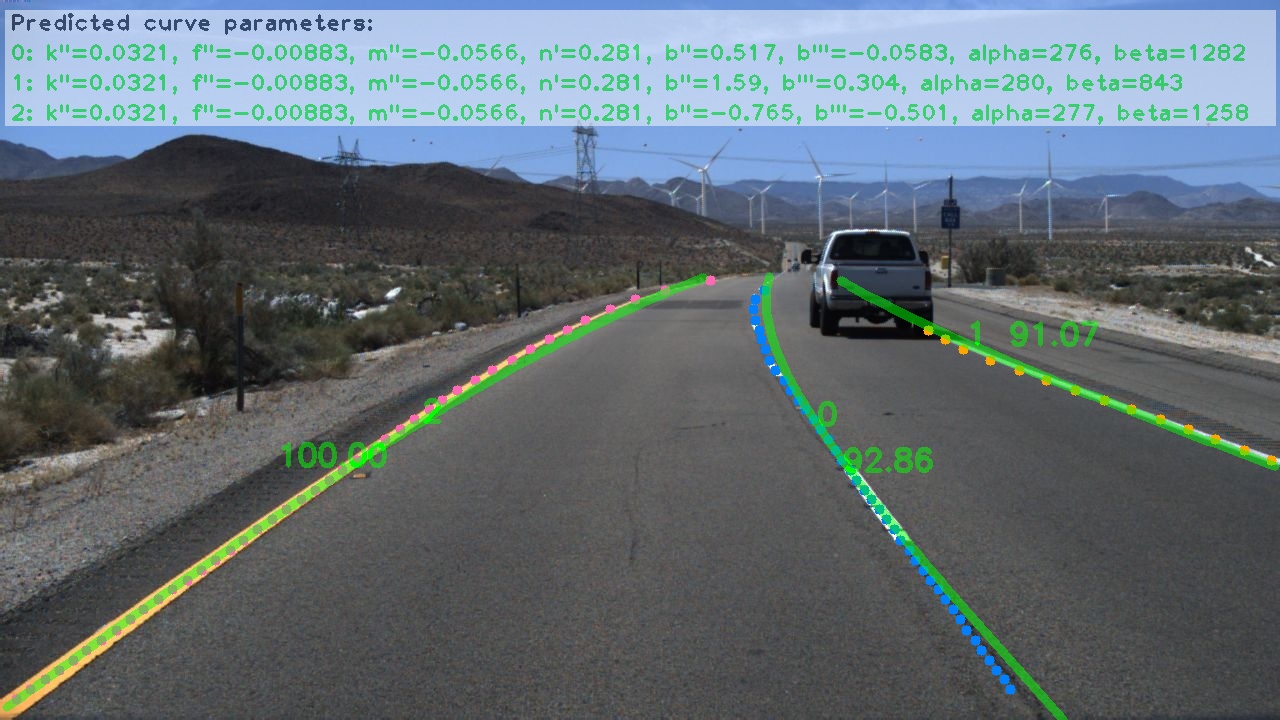 Predicted curve parameters:
0: k''=0.0321, f''=-0.00883, m''=-0.0566, n'=0.281, b''=0.517, b'''=-0.0583, alpha=276, beta=1282
1: k''=0.0321, f''=-0.00883, m''=-0.0566, n'=0.281, b''=1.59, b'''=0.304, alpha=280, beta=843
2: k''=0.0321, f''=-0.00883, m''=-0.0566, n'=0.281, b''=-0.765, b'''=-0.501, alpha=277, beta=1258
1 91.07
2
0
100.00
92.86